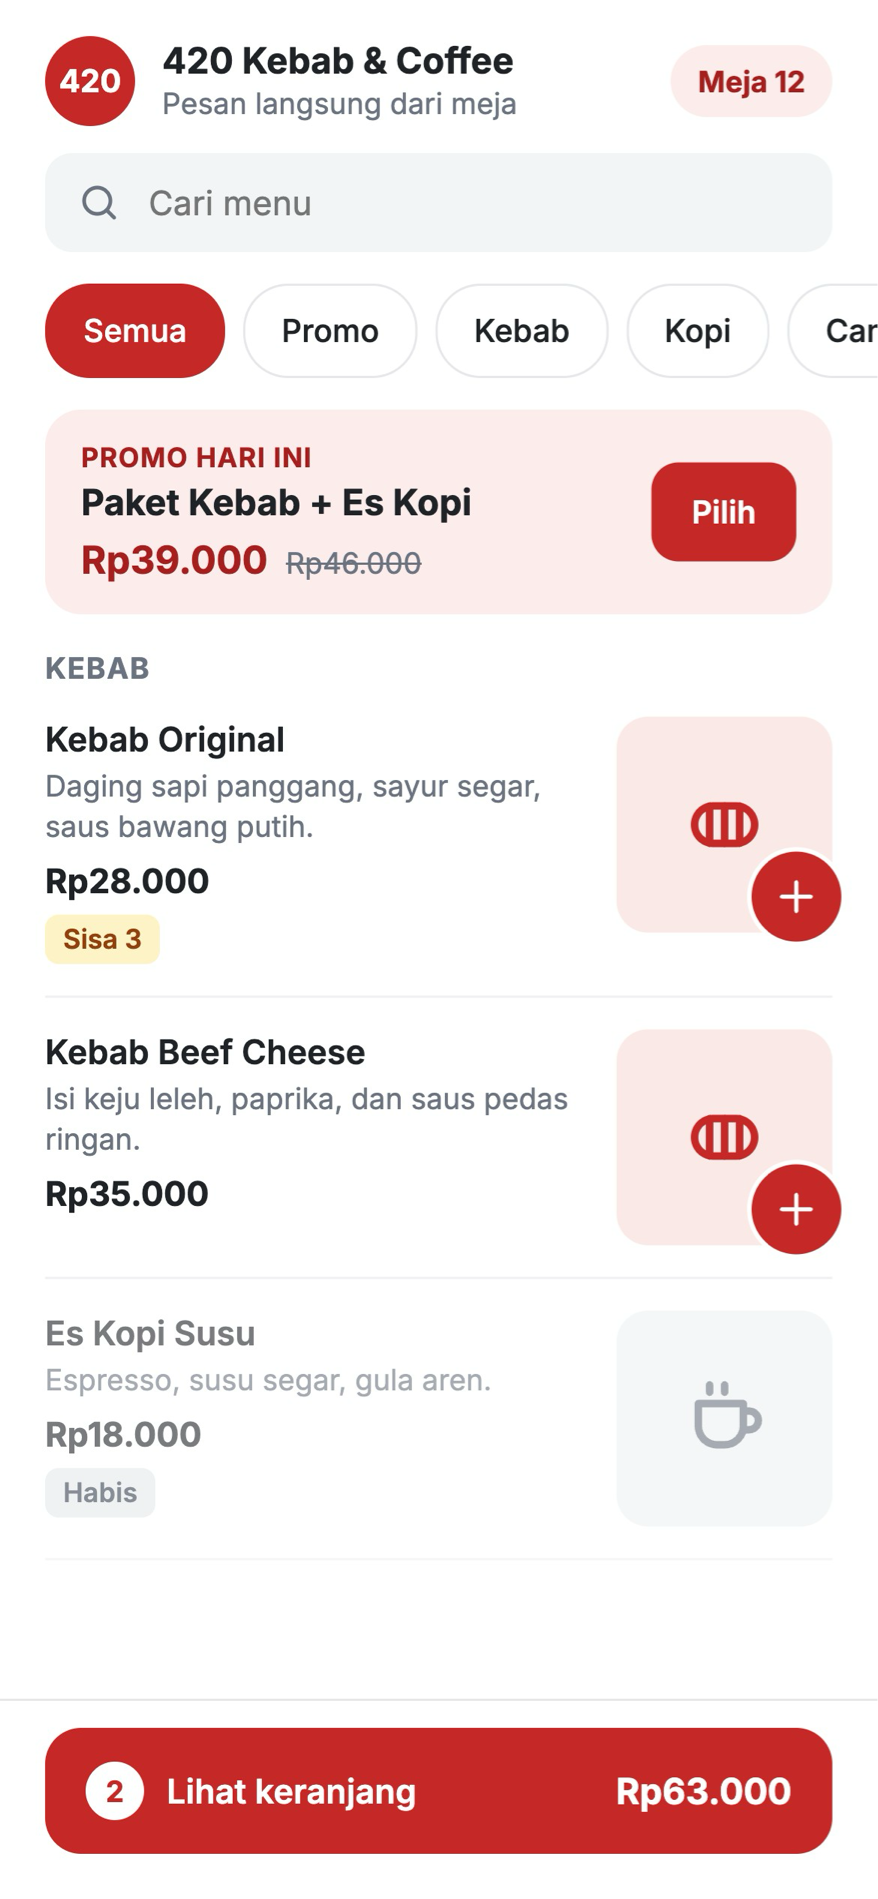 420
420 Kebab & Coffee
Pesan langsung dari meja
Meja 12
Cari menu
Semua
Promo
Kebab
Kopi
Car
PROMO HARI INI
Paket Kebab + Es Kopi
Rp39.000 Rp46.000
Pilih
KEBAB
Kebab Original
Daging sapi panggang, sayur segar,
saus bawang putih.
Rp28.000
Sisa 3
Kebab Beef Cheese
Isi keju leleh, paprika, dan saus pedas
ringan.
Rp35.000
Es Kopi Susu
Espresso, susu segar, gula aren.
Rp18.000
Habis
2 Lihat keranjang Rp63.000